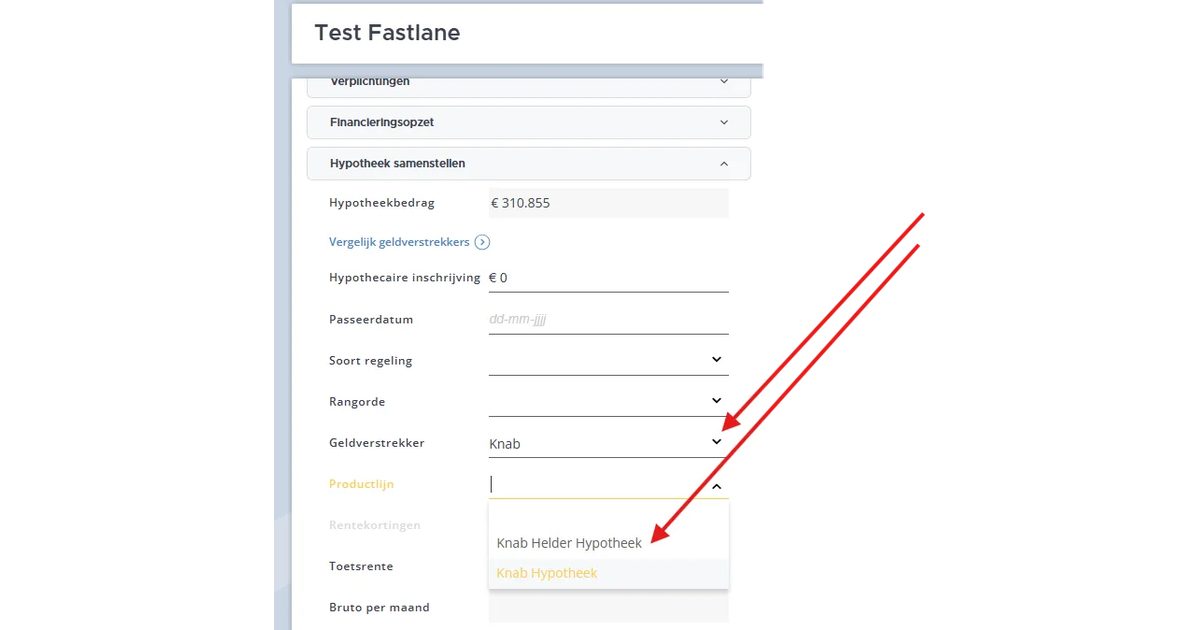 Test Fastlane
Verplichtingen
Financieringsopzet
Hypotheek samenstellen
Hypotheekbedrag € 310.855
Vergelijk geldverstrekkers
Hypothecaire inschrijving € 0
Passeerdatum dd-mm-jjjj
Soort regeling
Rangorde
Geldverstrekker Knab
Productlijn
Rentekortingen
Knab Helder Hypotheek
Toetsrente
Knab Hypotheek
Bruto per maand